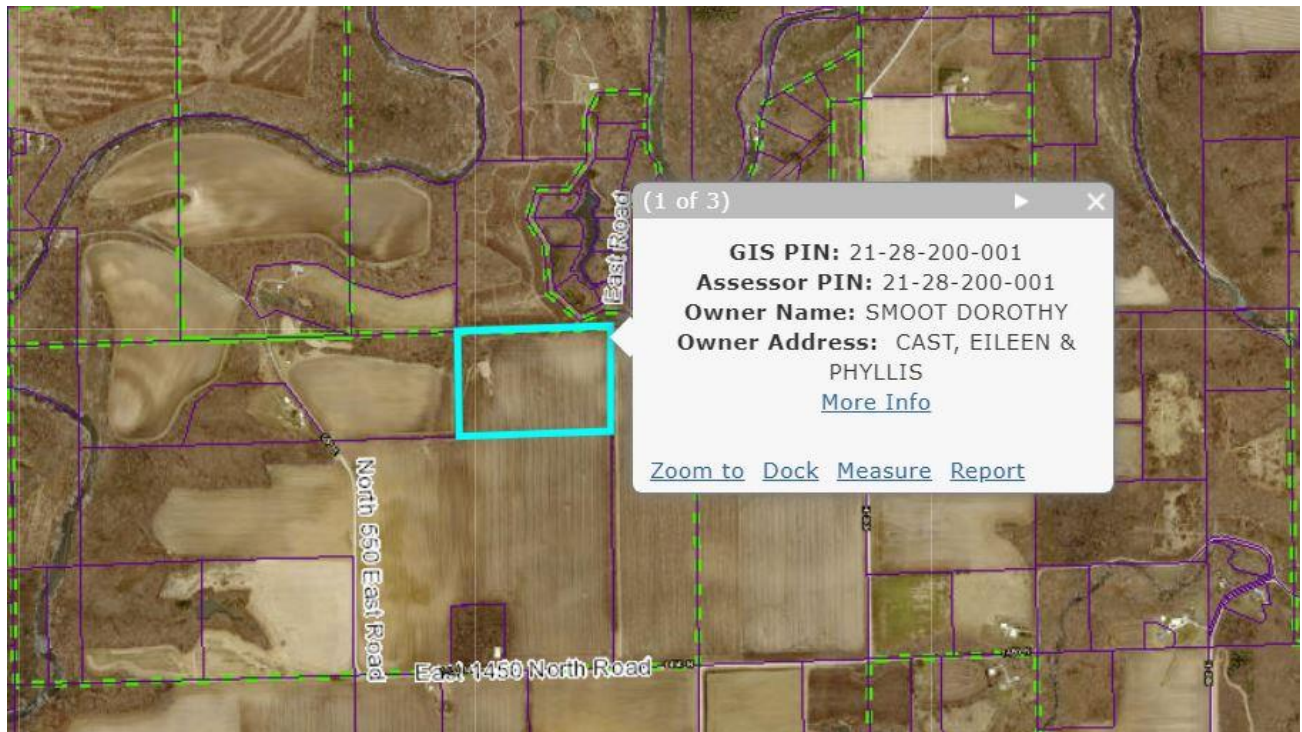 (1 of 3)
GIS PIN: 21-28-200-001
Assessor PIN: 21-28-200-001
Owner Name: SMOOT DOROTHY
Owner Address: CAST, EILEEN &
PHYLLIS
More Info
Zoom to Dock Measure Report
East Road
North 550 East Road
East 1450 North Road